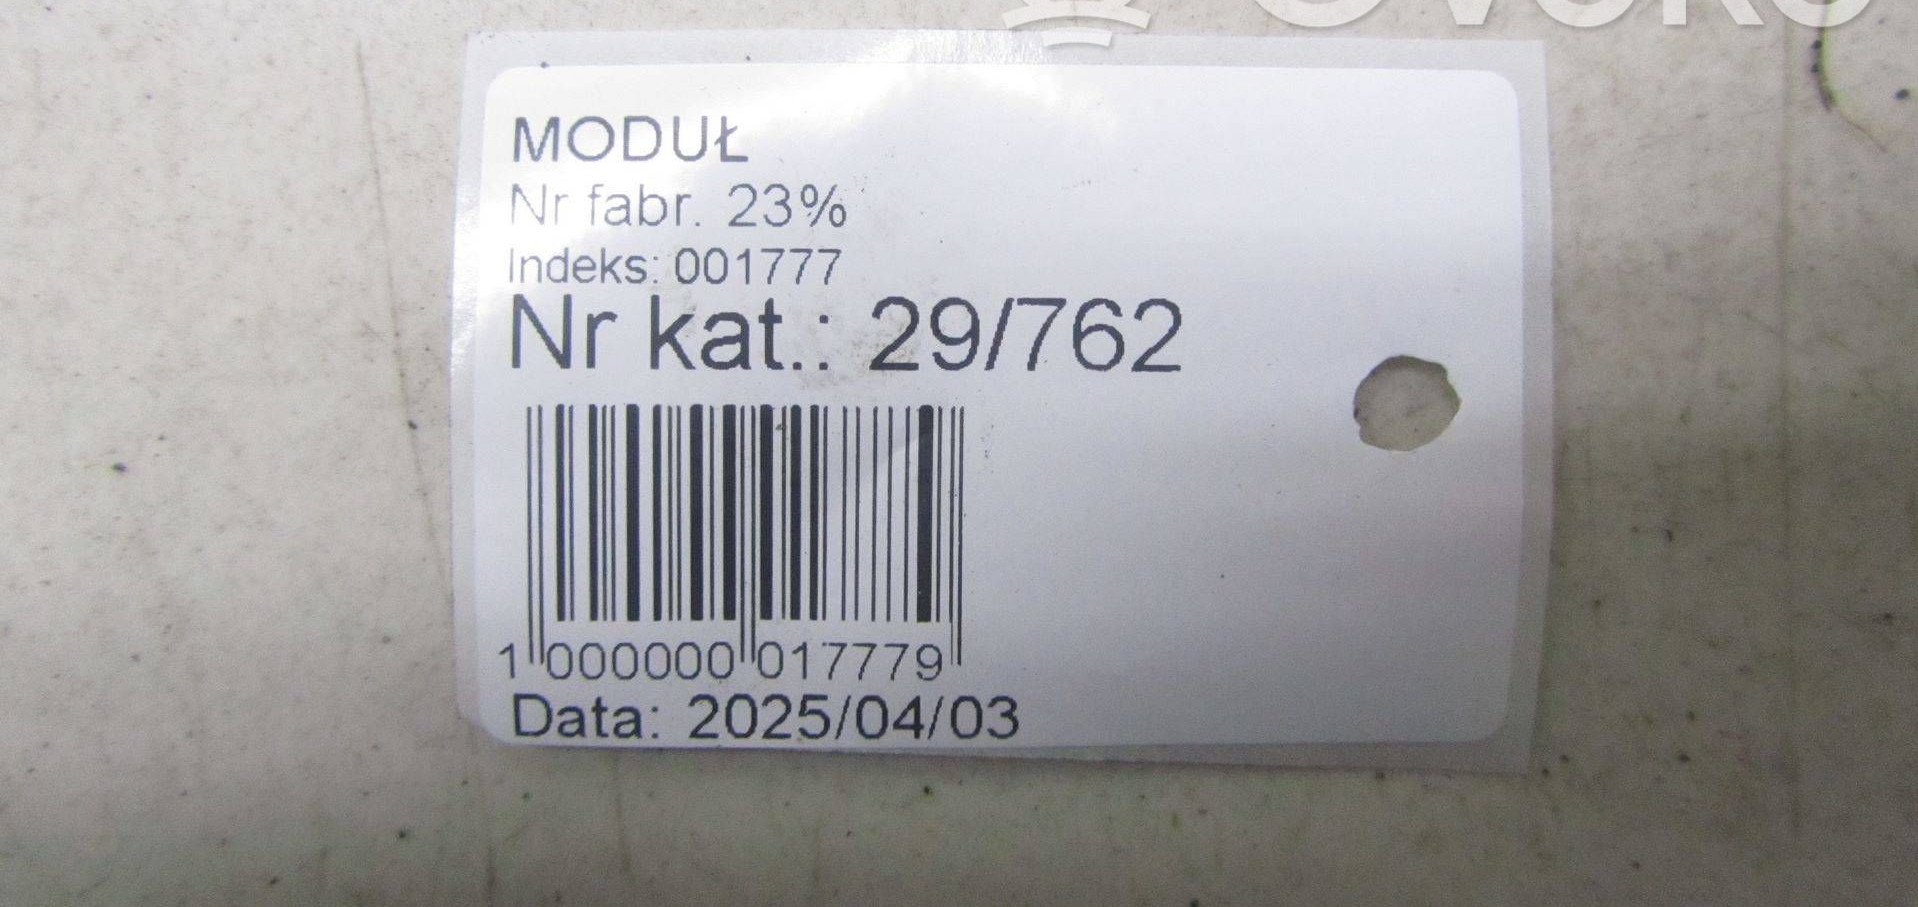 MODUŁ
Nr fabr. 23%
Indeks: 001777
Nr kat.: 29/762
1 000000 017779
Data: 2025/04/03